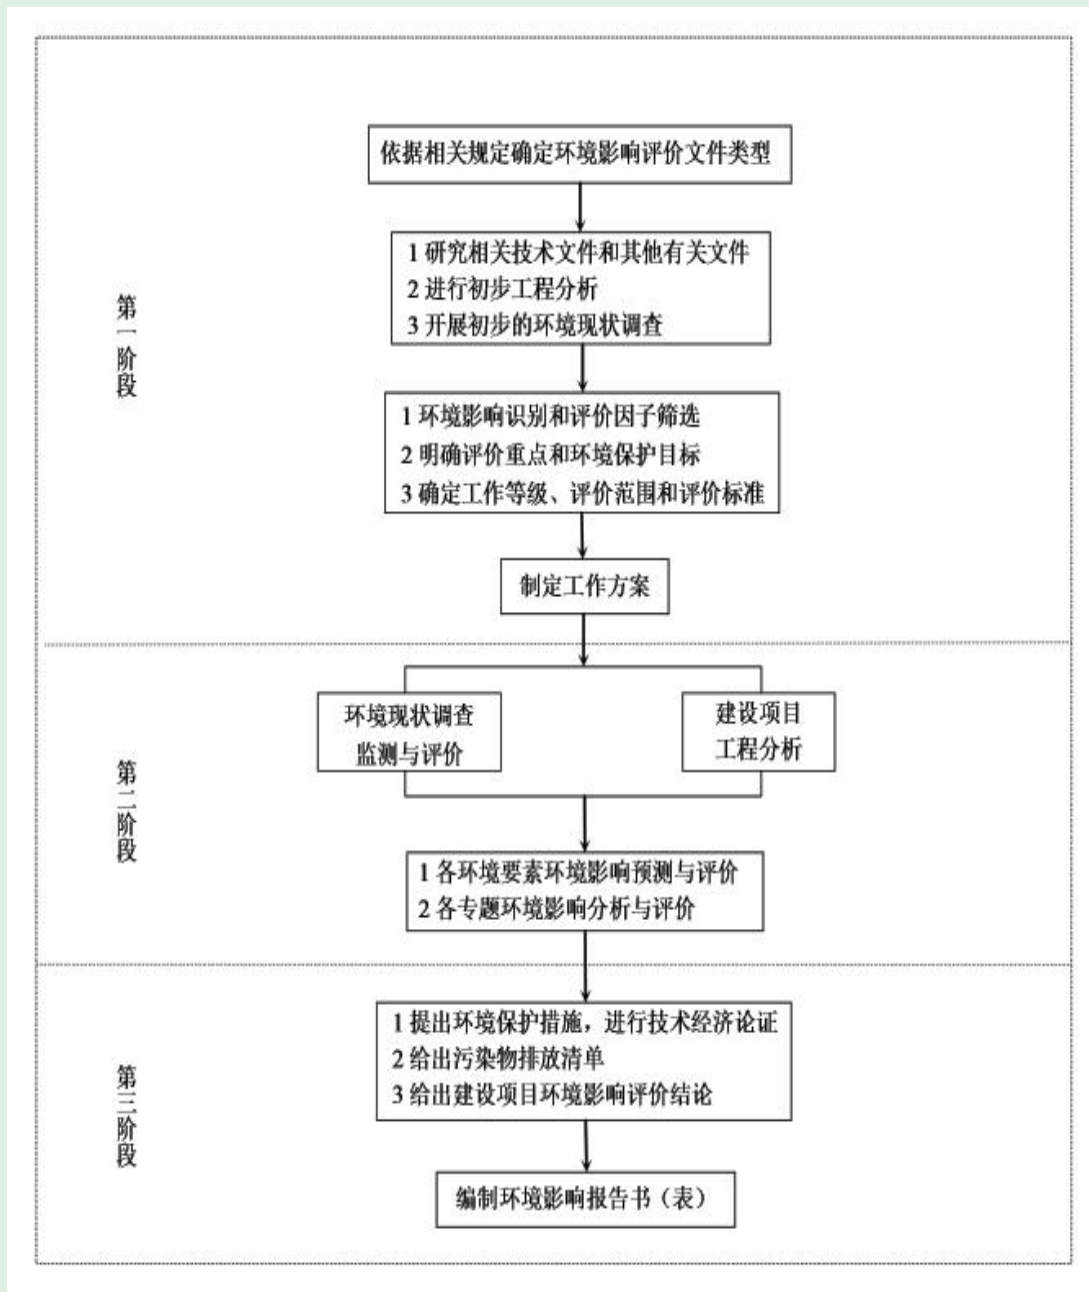 依据相关规定确定环境影响评价文件类型
1 研究相关技术文件和其他有关文件
2 进行初步工程分析
3 开展初步的环境现状调查
第一阶段
1 环境影响识别和评价因子筛选
2 明确评价重点和环境保护目标
3 确定工作等级、评价范围和评价标准
制定工作方案
环境现状调查
监测与评价
建设项目
工程分析
第二阶段
1 各环境要素环境影响预测与评价
2 各专题环境影响分析与评价
1 提出环境保护措施，进行技术经济论证
2 给出污染物排放清单
3 给出建设项目环境影响评价结论
第三阶段
编制环境影响报告书（表）